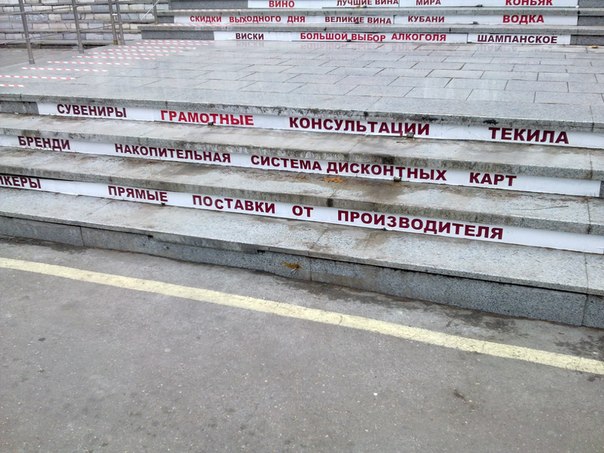 ВИНО ЛУЧШИЕ ВИНА МИРА КОНЬЯК
СКИДКИ ВЫХОДНОГО ДНЯ ВЕЛИКИЕ ВИНА КУБАНИ ВОДКА
ВИСКИ БОЛЬШОЙ ВЫБОР АЛКОГОЛЯ ШАМПАНСКОЕ
СУВЕНИРЫ ГРАМОТНЫЕ КОНСУЛЬТАЦИИ ТЕКИЛА
БРЕНДИ НАКОПИТЕЛЬНАЯ СИСТЕМА ДИСКОНТНЫХ КАРТ
ИКЕРЫ ПРЯМЫЕ ПОСТАВКИ ОТ ПРОИЗВОДИТЕЛЯ